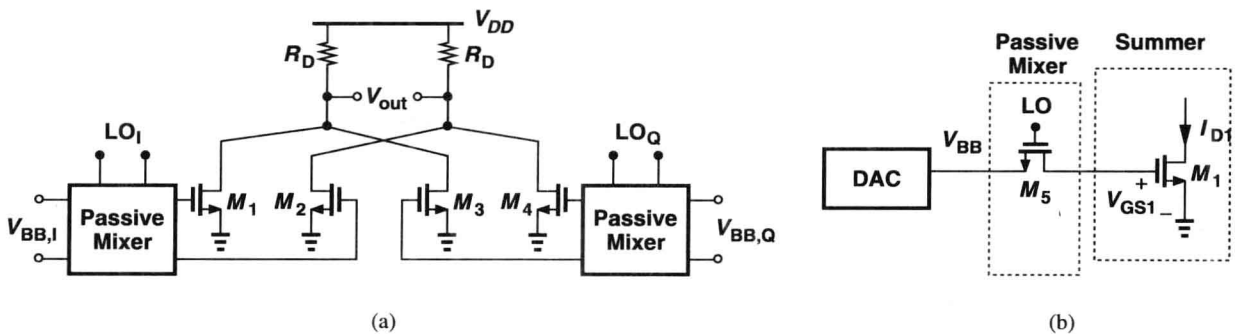 V_DD
R_D
R_D
V_out
LO_I
LO_Q
V_BB,I
Passive
Mixer
M_1
M_2
M_3
M_4
Passive
Mixer
V_BB,Q
(a)
Passive
Mixer
Summer
LO
V_BB
I_D1
DAC
M_5
+
V_GS1
–
M_1
(b)